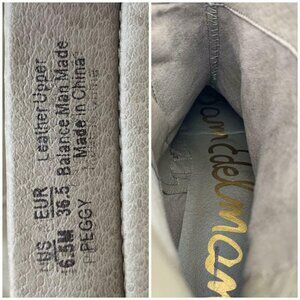 US EUR Leather Upper
6.5M 36.5 Balance Man Made
PEGGY Made in China
Sam Edelman